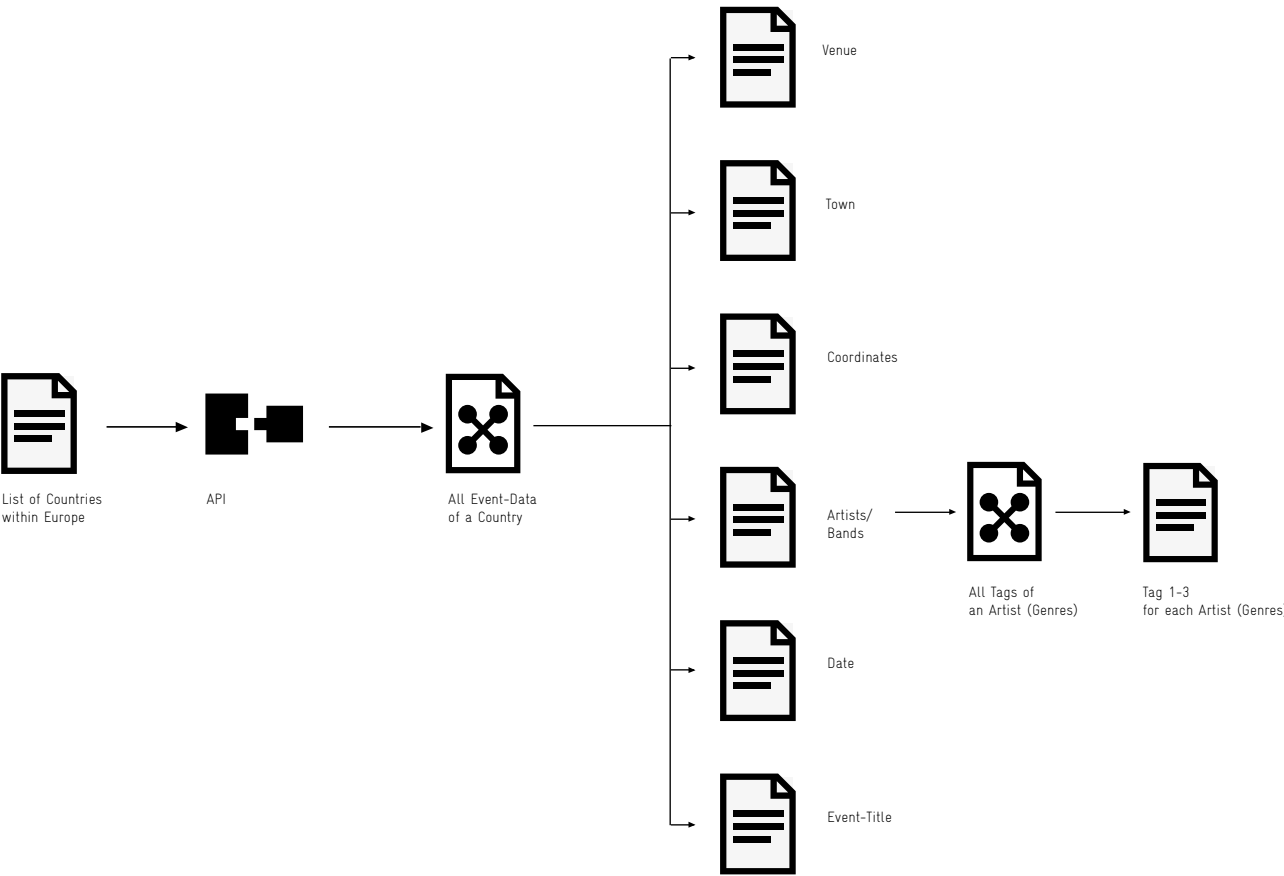 Venue
Town
Coordinates
List of Countries
within Europe
API
All Event-Data
of a Country
Artists/
Bands
All Tags of
an Artist (Genres)
Tag 1-3
for each Artist (Genres)
Date
Event-Title